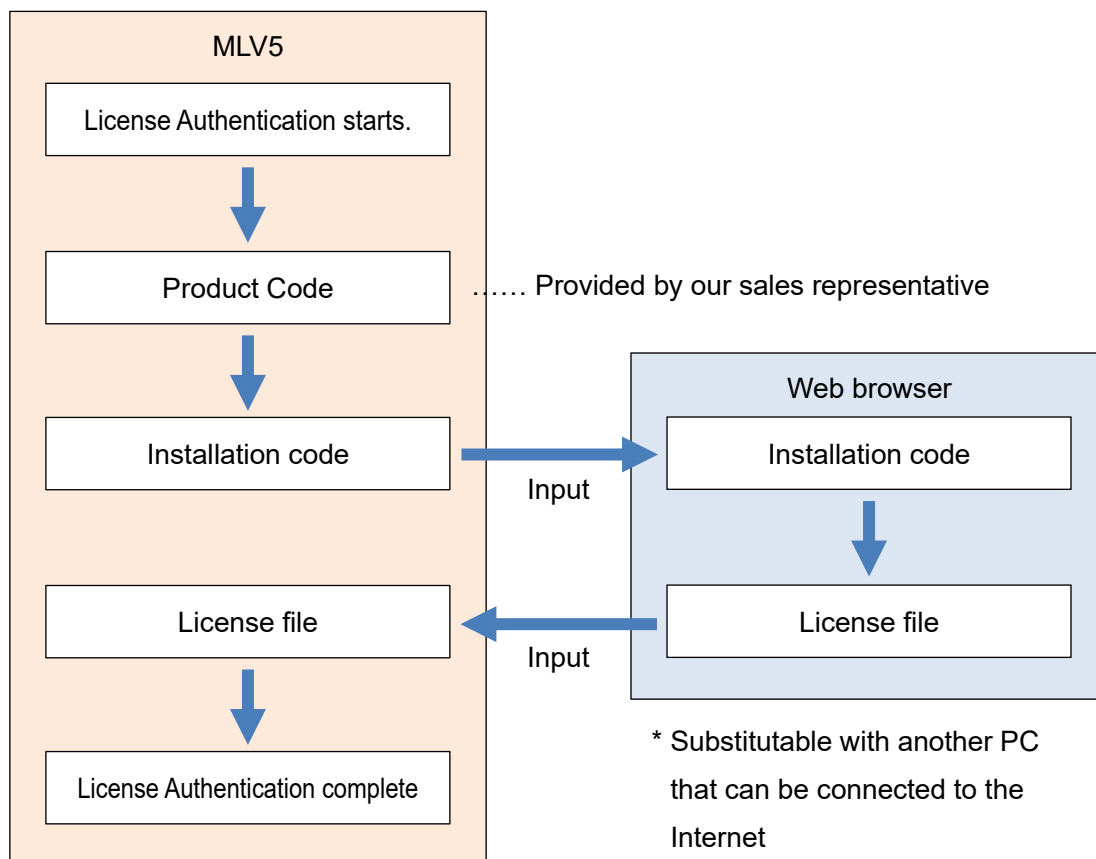 MLV5
License Authentication starts.
Product Code
…… Provided by our sales representative
Web browser
Installation code
Input
Installation code
License file
Input
License file
License Authentication complete
* Substitutable with another PC
that can be connected to the
Internet